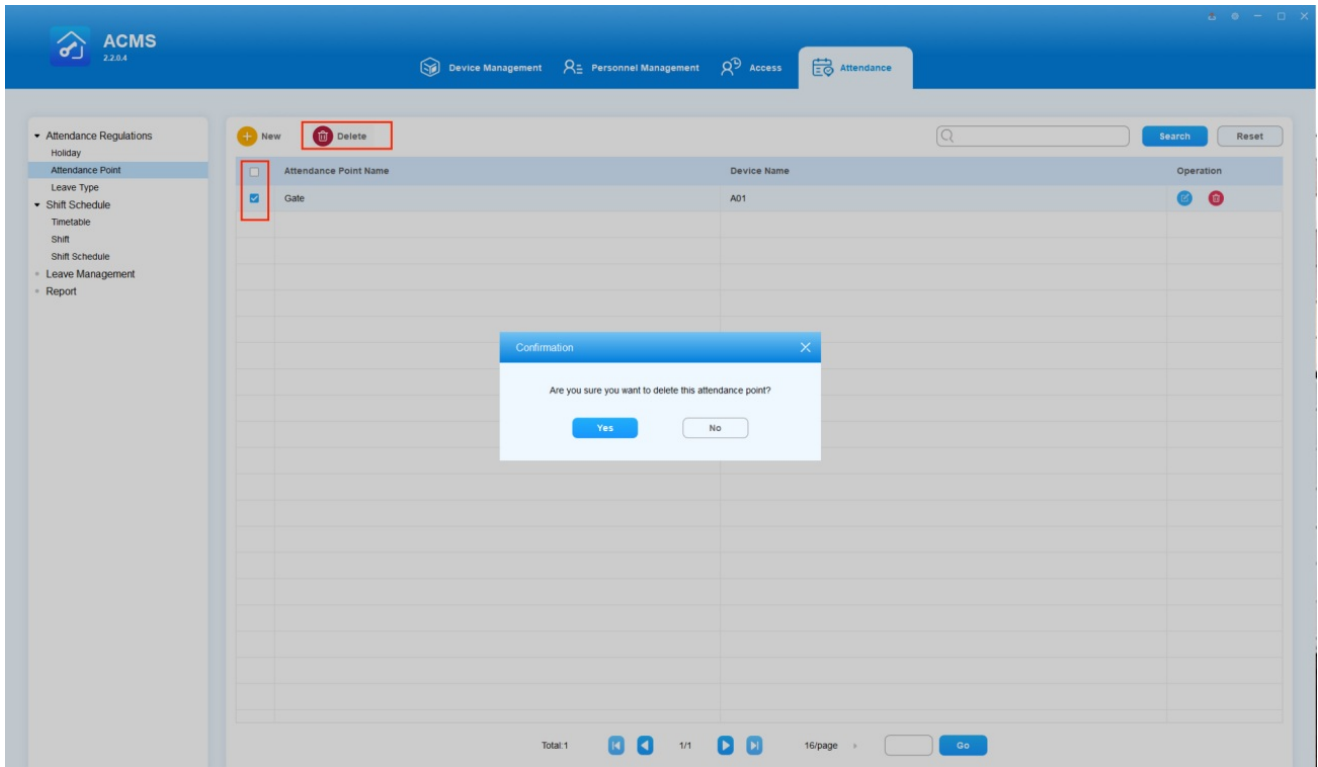 ACMS
2.2.0.4
Device Management
Personnel Management
Access
Attendance
Attendance Regulations
Holiday
Attendance Point
Leave Type
Shift Schedule
Timetable
Shift
Shift Schedule
Leave Management
Report
New
Delete
Search
Reset
Attendance Point Name
Device Name
Operation
Gate
A01
Confirmation
Are you sure you want to delete this attendance point?
Yes
No
Total:1
1/1
16/page
Go